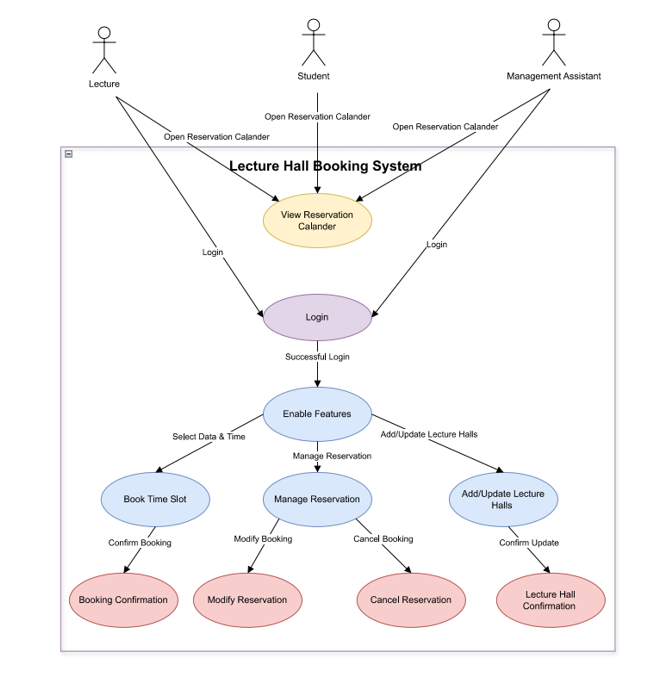 Lecture
Student
Management Assistant
Open Reservation Calander
Open Reservation Calander
Open Reservation Calander
Lecture Hall Booking System
View Reservation
Calander
Login
Login
Login
Successful Login
Enable Features
Select Data & Time
Manage Reservation
Add/Update Lecture Halls
Book Time Slot
Manage Reservation
Add/Update Lecture
Halls
Confirm Booking
Modify Booking
Cancel Booking
Confirm Update
Booking Confirmation
Modify Reservation
Cancel Reservation
Lecture Hall
Confirmation